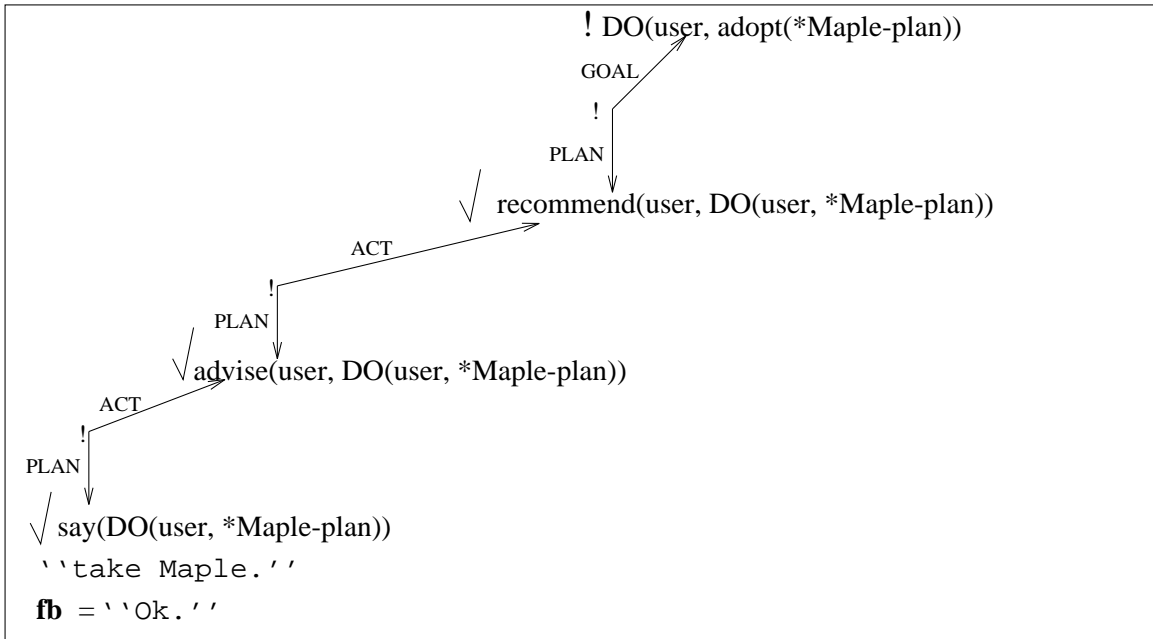 ! DO(user, adopt(*Maple-plan))
GOAL
!
PLAN
recommend(user, DO(user, *Maple-plan))
ACT
!
PLAN
advise(user, DO(user, *Maple-plan))
ACT
!
PLAN
say(DO(user, *Maple-plan))
‘‘take Maple.’’
fb = ‘‘Ok.’’